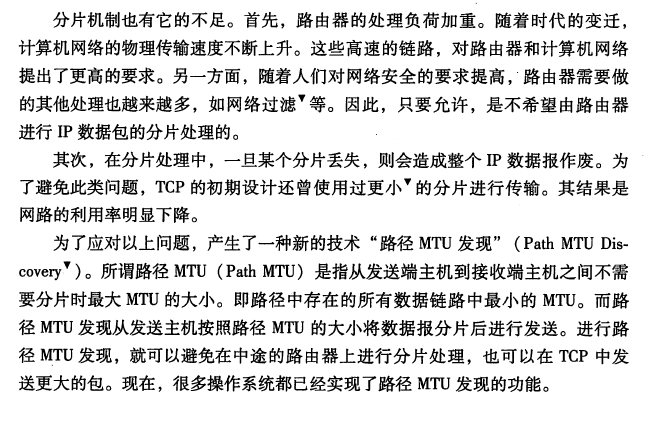 分片机制也有它的不足。首先，路由器的处理负荷加重。随着时代的变迁，
计算机网络的物理传输速度不断上升。这些高速的链路，对路由器和计算机网络
提出了更高的要求。另一方面，随着人们对网络安全的要求提高，路由器需要做
的其他处理也越来越多，如网络过滤▼等。因此，只要允许，是不希望由路由器
进行 IP 数据包的分片处理的。
其次，在分片处理中，一旦某个分片丢失，则会造成整个 IP 数据报作废。为
了避免此类问题，TCP 的初期设计还曾使用过更小▼的分片进行传输。其结果是
网路的利用率明显下降。
为了应对以上问题，产生了一种新的技术“路径 MTU 发现”（Path MTU Dis-
covery▼）。所谓路径 MTU（Path MTU）是指从发送端主机到接收端主机之间不需
要分片时最大 MTU 的大小。即路径中存在的所有数据链路中最小的 MTU。而路
径 MTU 发现从发送主机按照路径 MTU 的大小将数据报分片后进行发送。进行路
径 MTU 发现，就可以避免在中途的路由器上进行分片处理，也可以在 TCP 中发
送更大的包。现在，很多操作系统都已经实现了路径 MTU 发现的功能。